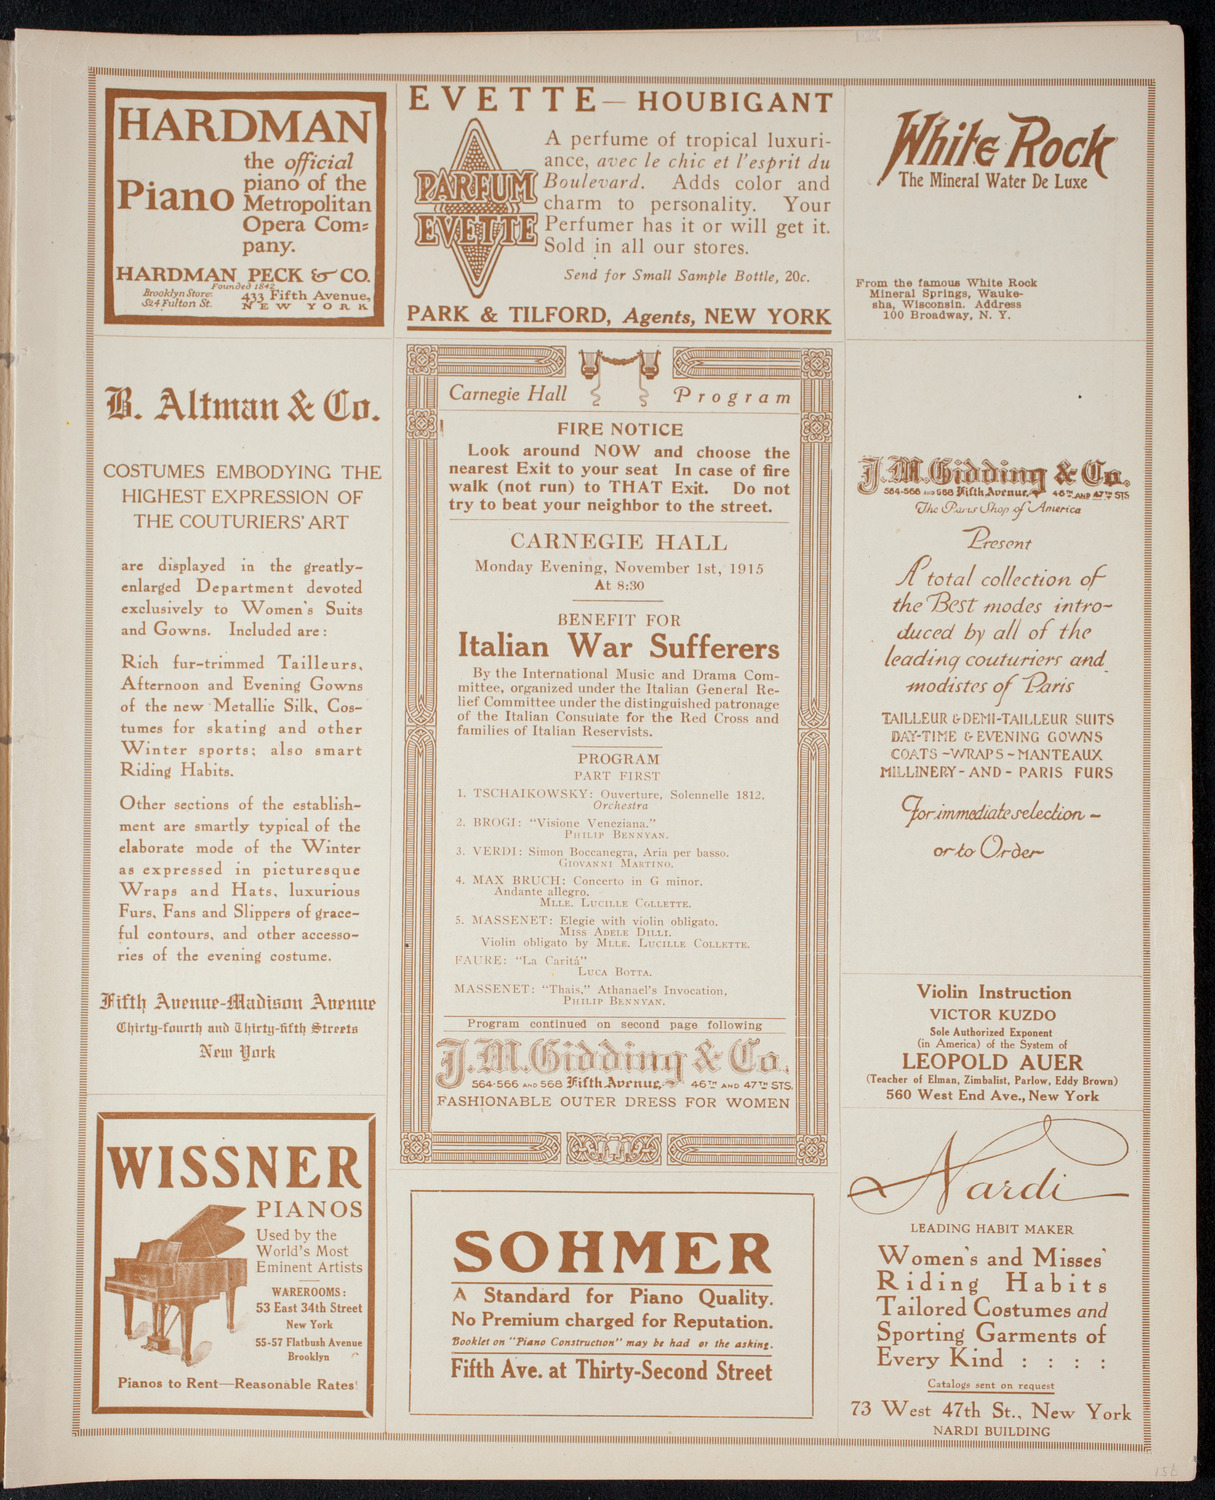 HARDMAN
Piano
the official
piano of the
Metropolitan
Opera Com=
pany.
HARDMAN, PECK & CO.
Founded 1842
Brooklyn Store:
524 Fulton St.
433 Fifth Avenue,
NEW YORK
EVETTE—HOUBIGANT
PARFUM
EVETTE
A perfume of tropical luxuri-
ance, avec le chic et l'esprit du
Boulevard. Adds color and
charm to personality. Your
Perfumer has it or will get it.
Sold in all our stores.
Send for Small Sample Bottle, 20c.
PARK & TILFORD, Agents, NEW YORK
White Rock
The Mineral Water De Luxe
From the famous White Rock
Mineral Springs, Wauke-
sha, Wisconsin. Address
100 Broadway, N. Y.
B. Altman & Co.
COSTUMES EMBODYING THE
HIGHEST EXPRESSION OF
THE COUTURIERS' ART
are displayed in the greatly-
enlarged Department devoted
exclusively to Women's Suits
and Gowns. Included are:
Rich fur-trimmed Tailleurs,
Afternoon and Evening Gowns
of the new Metallic Silk, Cos-
tumes for skating and other
Winter sports; also smart
Riding Habits.
Other sections of the establish-
ment are smartly typical of the
elaborate mode of the Winter
as expressed in picturesque
Wraps and Hats, luxurious
Furs, Fans and Slippers of grace-
ful contours, and other accesso-
ries of the evening costume.
Fifth Avenue-Madison Avenue
Thirty-fourth and Thirty-fifth Streets
New York
Carnegie Hall Program
FIRE NOTICE
Look around NOW and choose the
nearest Exit to your seat In case of fire
walk (not run) to THAT Exit. Do not
try to beat your neighbor to the street.
CARNEGIE HALL
Monday Evening, November 1st, 1915
At 8:30
BENEFIT FOR
Italian War Sufferers
By the International Music and Drama Com-
mittee, organized under the Italian General Re-
lief Committee under the distinguished patronage
of the Italian Consulate for the Red Cross and
families of Italian Reservists.
PROGRAM
PART FIRST
1. TSCHAIKOWSKY: Ouverture, Solennelle 1812.
Orchestra
2. BROGI: "Visione Veneziana."
PHILIP BENNYAN.
3. VERDI: Simon Boccanegra, Aria per basso.
GIOVANNI MARTINO.
4. MAX BRUCH: Concerto in G minor.
Andante allegro.
MLLE. LUCILLE COLLETTE.
5. MASSENET: Elegie with violin obligato.
MISS ADELE DILLI.
Violin obligato by MLLE. LUCILLE COLLETTE.
FAURE: "La Caritá"
LUCA BOTTA.
MASSENET: "Thais," Athanael's Invocation,
PHILIP BENNYAN.
Program continued on second page following
J.M. Gidding & Co.
564-566 AND 568 Fifth Avenue, 46TH AND 47TH STS.
FASHIONABLE OUTER DRESS FOR WOMEN
J.M. Gidding & Co.
564-566 AND 568 Fifth Avenue, 46TH AND 47TH STS
The Paris Shop of America
Present
A total collection of
the Best modes intro-
duced by all of the
leading couturiers and
modistes of Paris
TAILLEUR & DEMI-TAILLEUR SUITS
DAY-TIME & EVENING GOWNS
COATS-WRAPS-MANTEAUX
MILLINERY-AND-PARIS FURS
For immediate selection -
or to Order
Violin Instruction
VICTOR KUZDO
Sole Authorized Exponent
(in America) of the System of
LEOPOLD AUER
(Teacher of Elman, Zimbalist, Parlow, Eddy Brown)
560 West End Ave., New York
WISSNER
PIANOS
Used by the
World's Most
Eminent Artists
WAREROOMS:
53 East 34th Street
New York
55-57 Flatbush Avenue
Brooklyn
Pianos to Rent—Reasonable Rates
SOHMER
A Standard for Piano Quality.
No Premium charged for Reputation.
Booklet on "Piano Construction" may be had or the asking.
Fifth Ave. at Thirty-Second Street
Nardi
LEADING HABIT MAKER
Women's and Misses'
Riding Habits
Tailored Costumes and
Sporting Garments of
Every Kind : : : :
Catalogs sent on request
73 West 47th St., New York
NARDI BUILDING